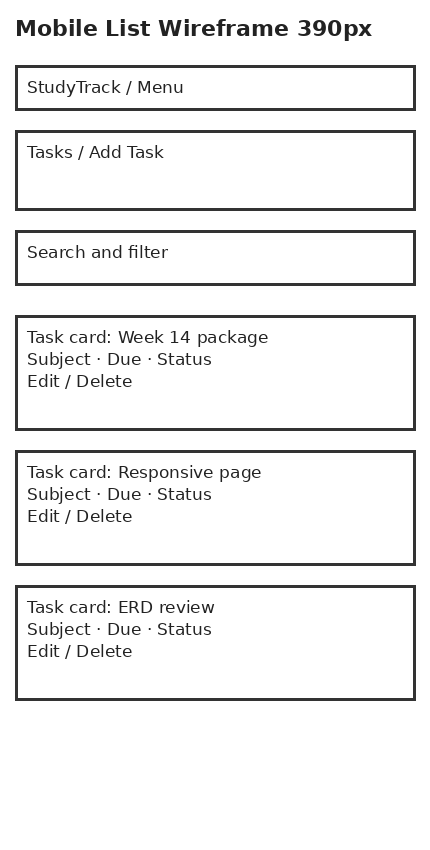 Mobile List Wireframe 390px
StudyTrack / Menu
Tasks / Add Task
Search and filter
Task card: Week 14 package
Subject · Due · Status
Edit / Delete
Task card: Responsive page
Subject · Due · Status
Edit / Delete
Task card: ERD review
Subject · Due · Status
Edit / Delete